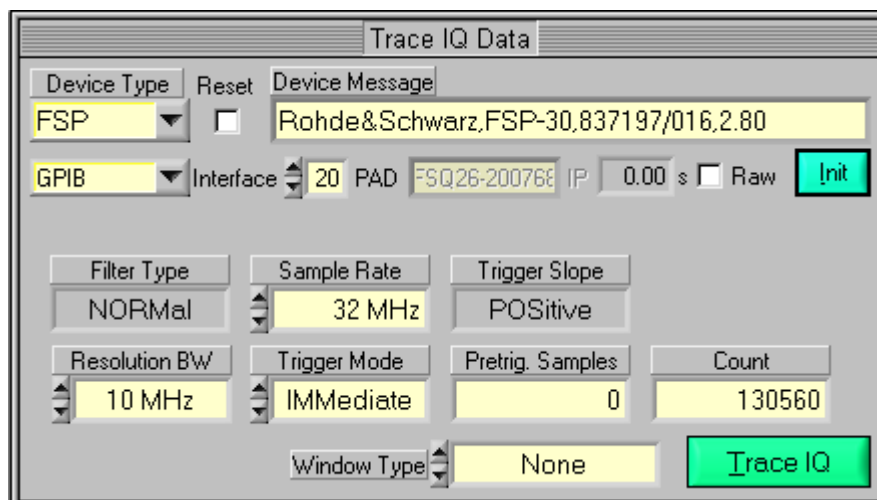 Trace IQ Data
Device Type Reset Device Message
FSP Rohde&Schwarz,FSP-30,837197/016,2.80
GPIB Interface 20 PAD FSQ26-200768 IP 0.00 s Raw Init
Filter Type Sample Rate Trigger Slope
NORMal 32 MHz POSitive
Resolution BW Trigger Mode Pretrig. Samples Count
10 MHz IMMediate 0 130560
Window Type None Trace IQ